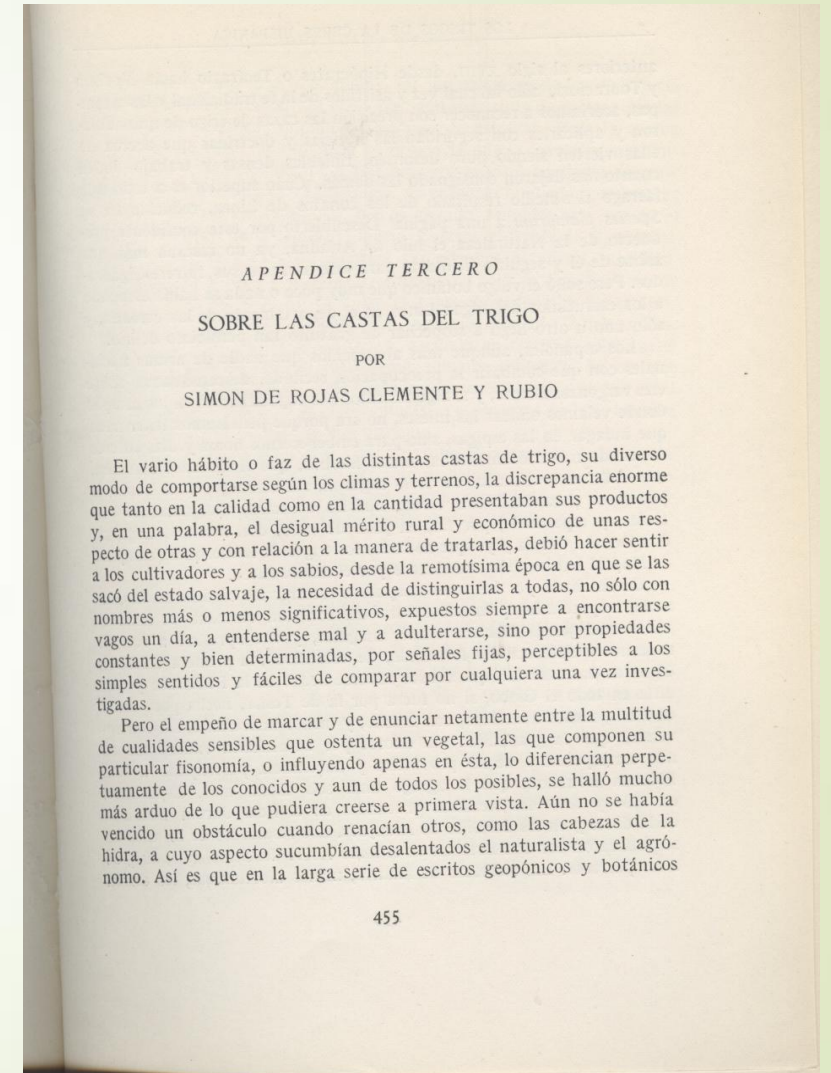 APENDICE TERCERO
SOBRE LAS CASTAS DEL TRIGO
POR
SIMON DE ROJAS CLEMENTE Y RUBIO
El vario hábito o faz de las distintas castas de trigo, su diverso
modo de comportarse según los climas y terrenos, la discrepancia enorme
que tanto en la calidad como en la cantidad presentaban sus productos
y, en una palabra, el desigual mérito rural y económico de unas res-
pecto de otras y con relación a la manera de tratarlas, debió hacer sentir
a los cultivadores y a los sabios, desde la remotísima época en que se las
sacó del estado salvaje, la necesidad de distinguirlas a todas, no sólo con
nombres más o menos significativos, expuestos siempre a encontrarse
vagos un día, a entenderse mal y a adulterarse, sino por propiedades
constantes y bien determinadas, por señales fijas, perceptibles a los
simples sentidos y fáciles de comparar por cualquiera una vez inves-
tigadas.
Pero el empeño de marcar y de enunciar netamente entre la multitud
de cualidades sensibles que ostenta un vegetal, las que componen su
particular fisonomía, o influyendo apenas en ésta, lo diferencian perpe-
tuamente de los conocidos y aun de todos los posibles, se halló mucho
más arduo de lo que pudiera creerse a primera vista. Aún no se había
vencido un obstáculo cuando renacían otros, como las cabezas de la
hidra, a cuyo aspecto sucumbían desalentados el naturalista y el agró-
nomo. Así es que en la larga serie de escritos geopónicos y botánicos
455